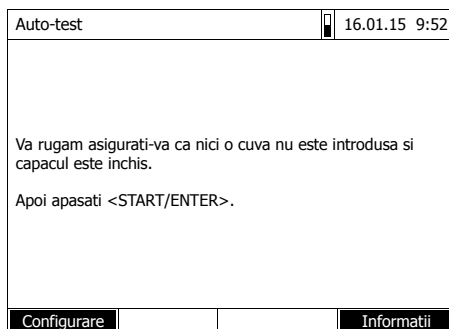 Auto-test 16.01.15 9:52
Va rugam asigurati-va ca nici o cuva nu este introdusa si
capacul este inchis.
Apoi apasati <START/ENTER>.
Configurare Informatii